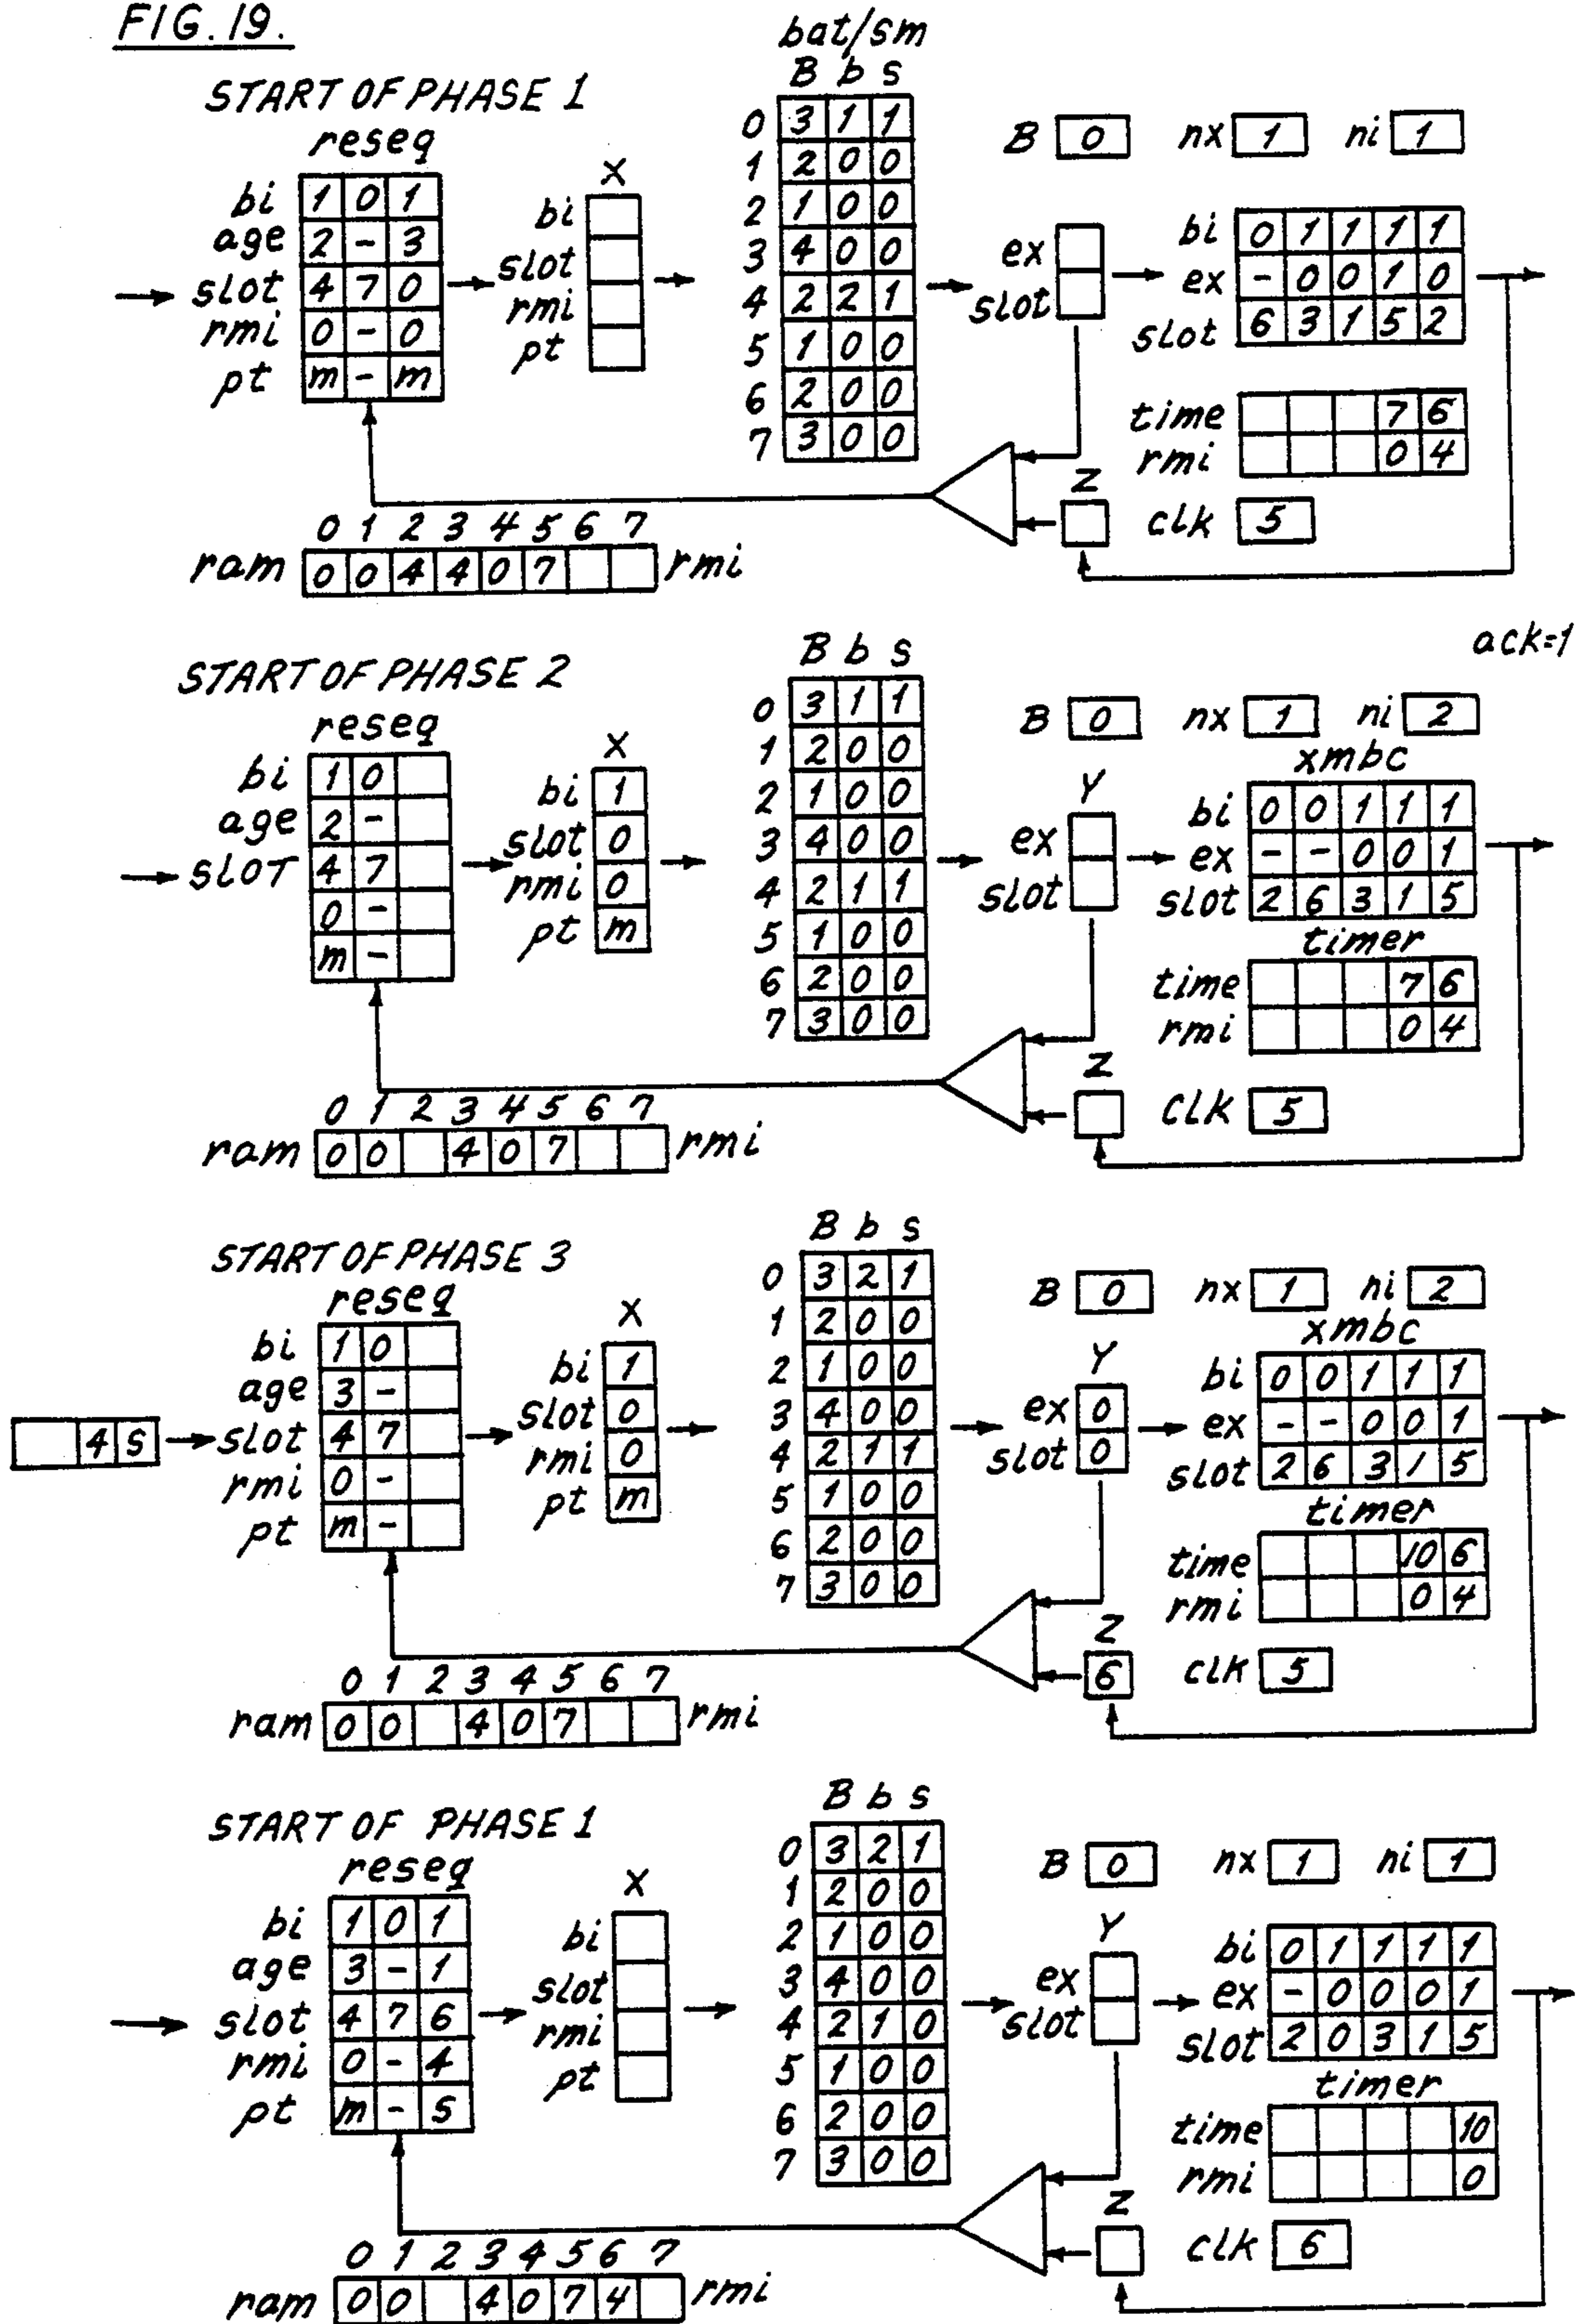 FIG. 19.
START OF PHASE 1
reseq
bi 1 0 1
age 2 - 3
slot 4 7 0
rmi 0 - 0
pt m - m
X
bi
slot
rmi
pt
bat/sm
B b s
0 3 1 1
1 2 0 0
2 1 0 0
3 4 0 0
4 2 2 1
5 1 0 0
6 2 0 0
7 3 0 0
B 0 nx 1 ni 1
ex
slot
bi 0 1 1 1 1
ex - 0 0 1 0
slot 6 3 1 5 2
time 7 6
rmi 0 4
Z
clk 5
0 1 2 3 4 5 6 7
ram 0 0 4 4 0 7 rmi
ack=1
START OF PHASE 2
reseq
bi 1 0
age 2 -
SLOT 4 7
0 -
m -
X
bi 1
slot 0
rmi 0
pt m
B b s
0 3 1 1
1 2 0 0
2 1 0 0
3 4 0 0
4 2 1 1
5 1 0 0
6 2 0 0
7 3 0 0
B 0 nx 1 ni 2
Y
ex
slot
xmbc
bi 0 0 1 1 1
ex - - 0 0 1
slot 2 6 3 1 5
timer
time 7 6
rmi 0 4
Z
clk 5
0 1 2 3 4 5 6 7
ram 0 0 4 0 7 rmi
START OF PHASE 3
reseq
bi 1 0
age 3 -
4 s slot 4 7
rmi 0 -
pt m -
X
bi 1
slot 0
rmi 0
pt m
B b s
0 3 2 1
1 2 0 0
2 1 0 0
3 4 0 0
4 2 1 1
5 1 0 0
6 2 0 0
7 3 0 0
B 0 nx 1 ni 2
Y
ex 0
slot 0
xmbc
bi 0 0 1 1 1
ex - - 0 0 1
slot 2 6 3 1 5
timer
time 10 6
rmi 0 4
Z
6
clk 5
0 1 2 3 4 5 6 7
ram 0 0 4 0 7 rmi
START OF PHASE 1
reseq
bi 1 0 1
age 3 - 1
slot 4 7 6
rmi 0 - 4
pt m - s
X
bi
slot
rmi
pt
B b s
0 3 2 1
1 2 0 0
2 1 0 0
3 4 0 0
4 2 1 0
5 1 0 0
6 2 0 0
7 3 0 0
B 0 nx 1 ni 1
Y
ex
slot
bi 0 1 1 1 1
ex - 0 0 0 1
slot 2 0 3 1 5
timer
time 10
rmi 0
Z
clk 6
0 1 2 3 4 5 6 7
ram 0 0 4 0 7 4 rmi